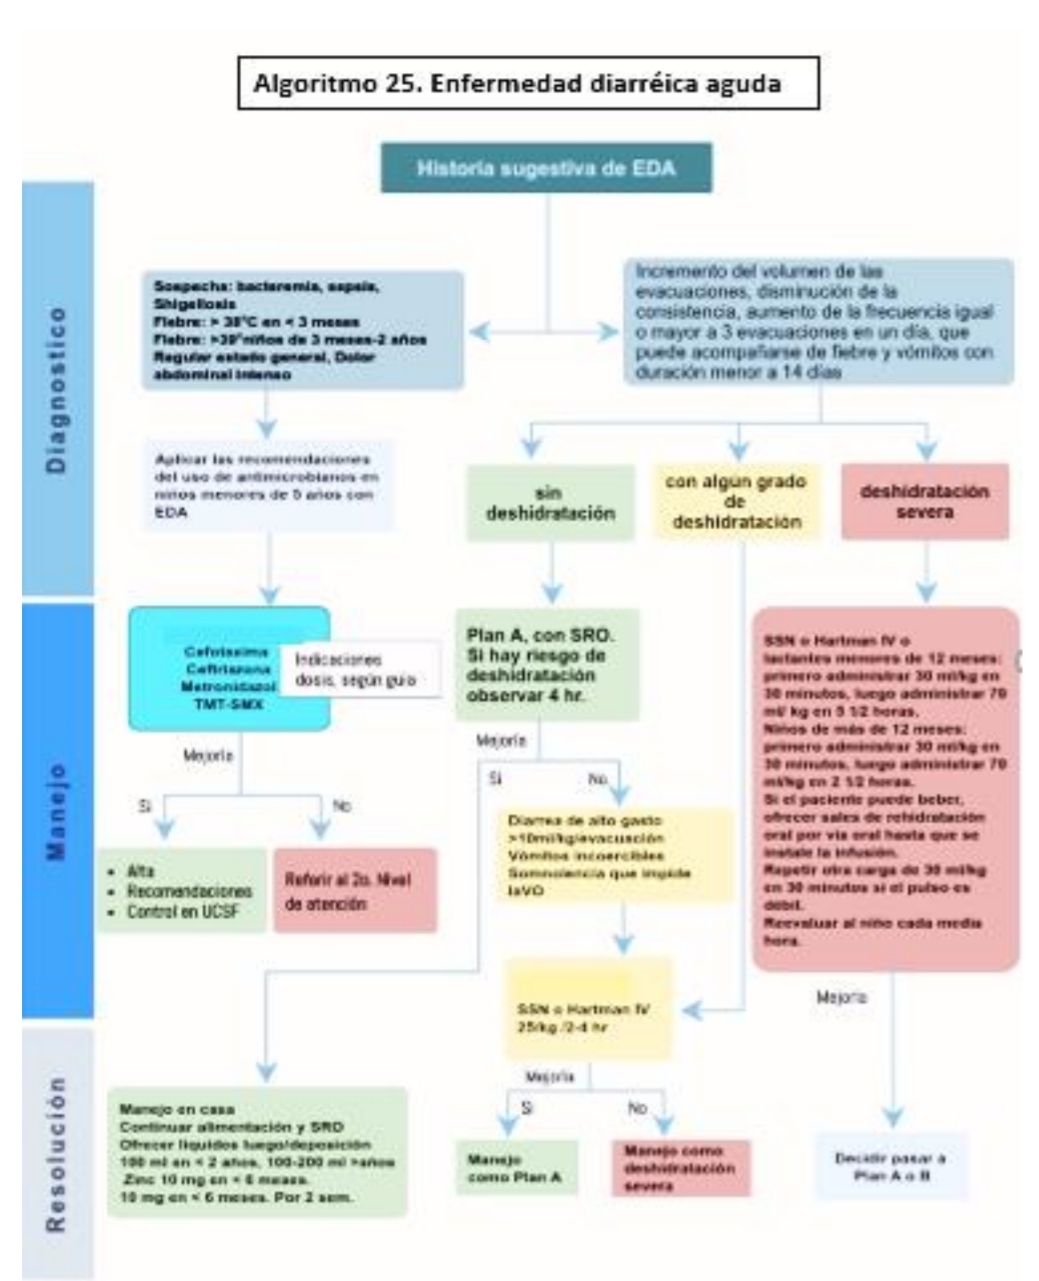 Algoritmo 25. Enfermedad diarréica aguda
Historia sugestiva de EDA
Diagnostico
Sospecha: bacteremia, sepsis,
Shigellosis
Fiebre: > 38°C en < 3 meses
Fiebre: >39°niños de 3 meses-2 años
Regular estado general, Dolor
abdominal intenso
Incremento del volumen de las
evacuaciones, disminución de la
consistencia, aumento de la frecuencia igual
o mayor a 3 evacuaciones en un día, que
puede acompañarse de fiebre y vómitos con
duración menor a 14 días
Aplicar las recomendaciones
del uso de antimicrobianos en
niños menores de 5 años con
EDA
sin
deshidratación
con algún grado
de
deshidratación
deshidratación
severa
Manejo
Cefotaxima
Ceftriaxona
Metronidazol
TMT-SMX
Indicaciones
dosis, según guía
Plan A, con SRO.
Si hay riesgo de
deshidratación
observar 4 hr.
SSN o Hartman IV o
lactantes menores de 12 meses:
primero administrar 30 ml/kg en
30 minutos, luego administrar 70
ml/ kg en 5 1/2 horas.
Niños de más de 12 meses:
primero administrar 30 ml/kg en
30 minutos, luego administrar 70
ml/kg en 2 1/2 horas.
Si el paciente puede beber,
ofrecer sales de rehidratación
oral por vía oral hasta que se
instale la infusión.
Repetir otra carga de 30 ml/kg
en 30 minutos si el pulso es
débil.
Reevaluar al niño cada media
hora.
Mejoría
Si
No
Mejoría
Si
No
Diarrea de alto gasto
>10ml/kg/evacuación
Vómitos incoercibles
Somnolencia que impida
laVO
Alta
Recomendaciones
Control en UCSF
Referir al 2o. Nivel
de atención
SSN o Hartman IV
25/kg /2-4 hr
Mejoría
Mejoría
Si
No
Resolución
Manejo en casa
Continuar alimentación y SRO
Ofrecer líquidos luego/deposición
100 ml en < 2 años, 100-200 ml >años
Zinc 10 mg en < 6 meses.
10 mg en < 6 meses. Por 2 sem.
Manejo
como Plan A
Manejo como
deshidratación
severa
Decidir pasar a
Plan A o B